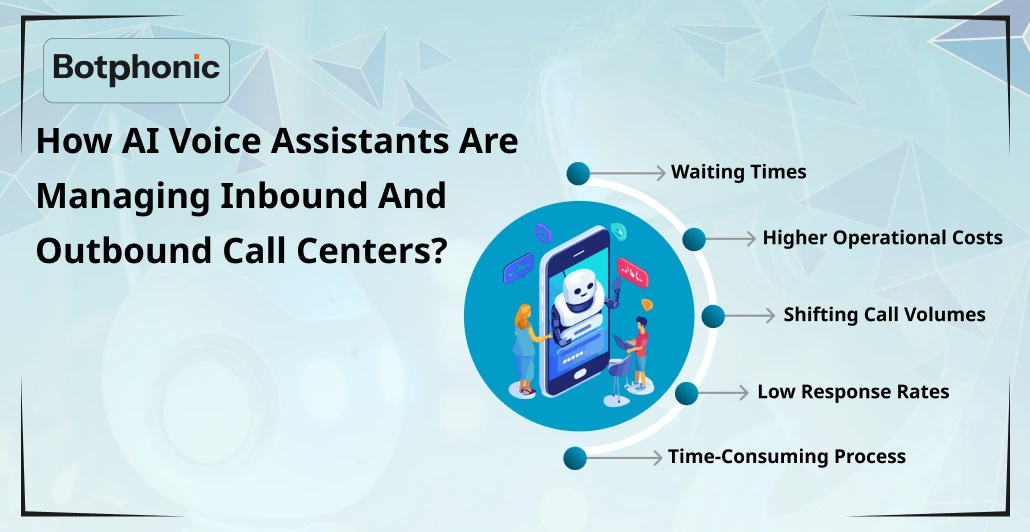 Botphonic
How AI Voice Assistants Are
Managing Inbound And
Outbound Call Centers?
Waiting Times
Higher Operational Costs
Shifting Call Volumes
Low Response Rates
Time-Consuming Process